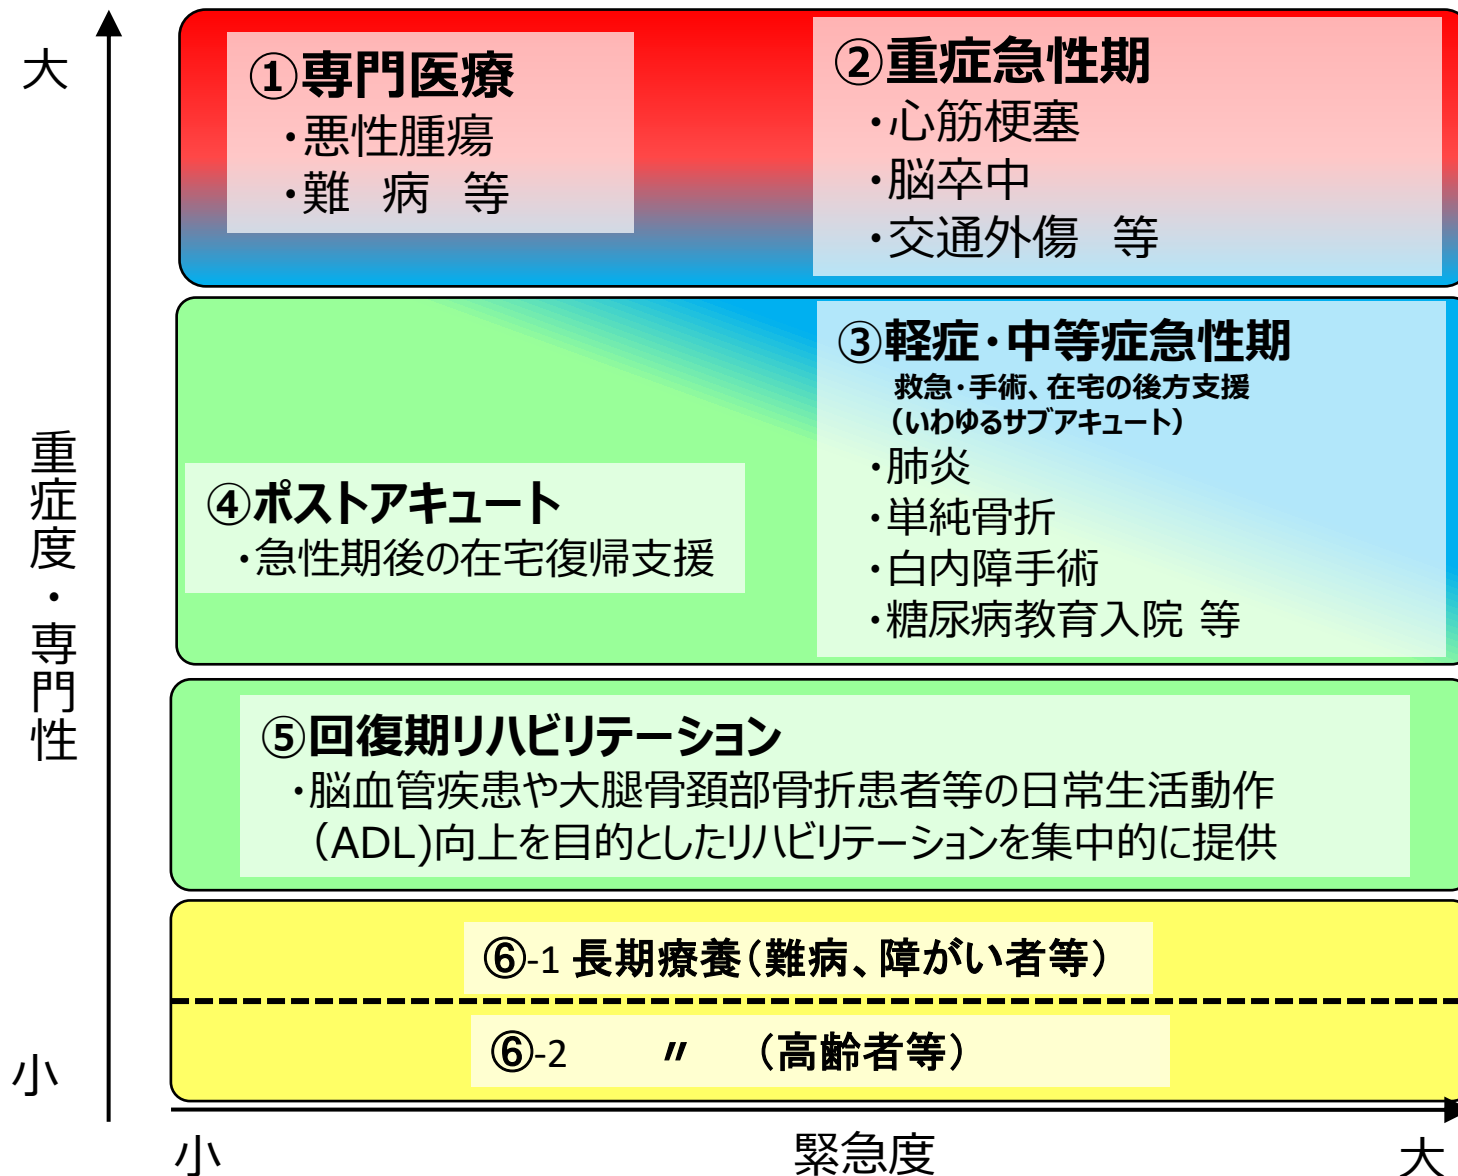 大
①専門医療
・悪性腫瘍
・難 病 等
②重症急性期
・心筋梗塞
・脳卒中
・交通外傷 等
③軽症・中等症急性期
救急・手術、在宅の後方支援
(いわゆるサブアキュート)
・肺炎
・単純骨折
・白内障手術
・糖尿病教育入院 等
④ポストアキュート
・急性期後の在宅復帰支援
重症度・専門性
⑤回復期リハビリテーション
・脳血管疾患や大腿骨頚部骨折患者等の日常生活動作
(ADL)向上を目的としたリハビリテーションを集中的に提供
⑥-1 長期療養(難病、障がい者等)
⑥-2 〃 (高齢者等)
小
小
緊急度
大